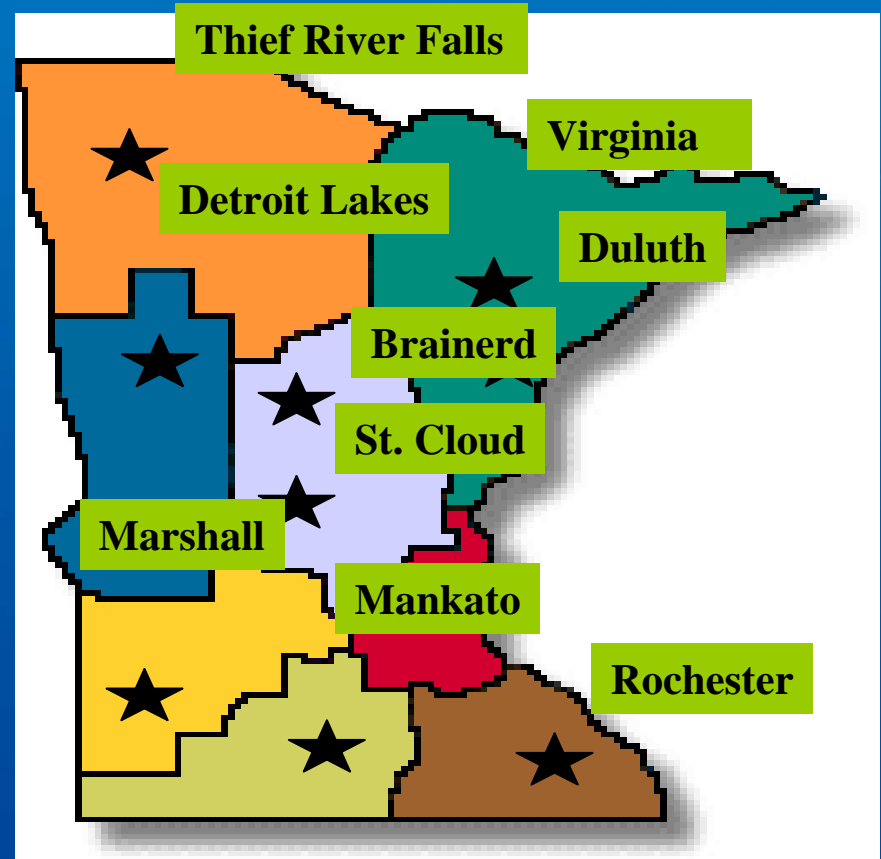 Thief River Falls
Virginia
Detroit Lakes
Duluth
Brainerd
St. Cloud
Marshall
Mankato
Rochester